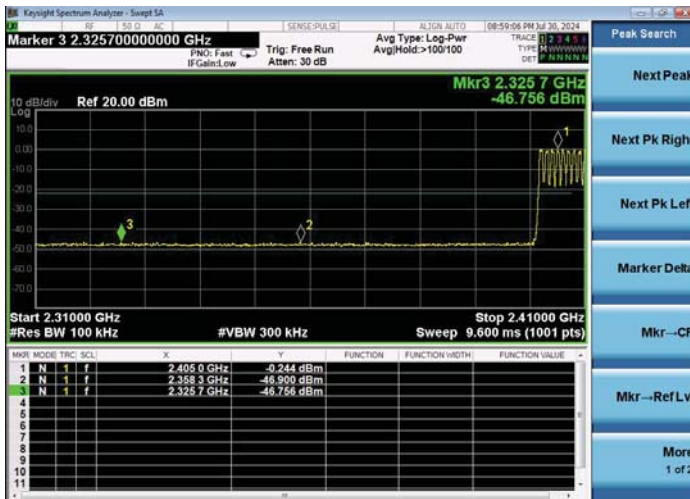 Keysight Spectrum Analyzer - Swept SA
RF 50 Ω AC SENSE:PULSE ALIGN AUTO 08:59:06 PM Jul 30, 2024
Marker 3 2.325700000000 GHz
PNO: Fast
IFGain:Low
Trig: Free Run
Atten: 30 dB
Avg Type: Log-Pwr
Avg|Hold:>100/100
TRACE 1 2 3 4 5 6
TYPE M WWWWW
DET P N N N N N
Peak Search
Mkr3 2.325 7 GHz
-46.756 dBm
10 dB/div Ref 20.00 dBm
Log
10.0
0.00
-10.0
-20.0
-30.0
-40.0
-50.0
-60.0
-70.0
1
2
3
Start 2.31000 GHz
Stop 2.41000 GHz
#Res BW 100 kHz
#VBW 300 kHz
Sweep 9.600 ms (1001 pts)
MKR MODE TRC SCL X Y FUNCTION FUNCTION WIDTH FUNCTION VALUE
1 N 1 f 2.405 0 GHz -0.244 dBm
2 N 1 f 2.358 3 GHz -46.900 dBm
3 N 1 f 2.325 7 GHz -46.756 dBm
4
5
6
7
8
9
10
11
Next Peak
Next Pk Righ
Next Pk Lef
Marker Delta
Mkr→CF
Mkr→Ref Lv
More
1 of 2